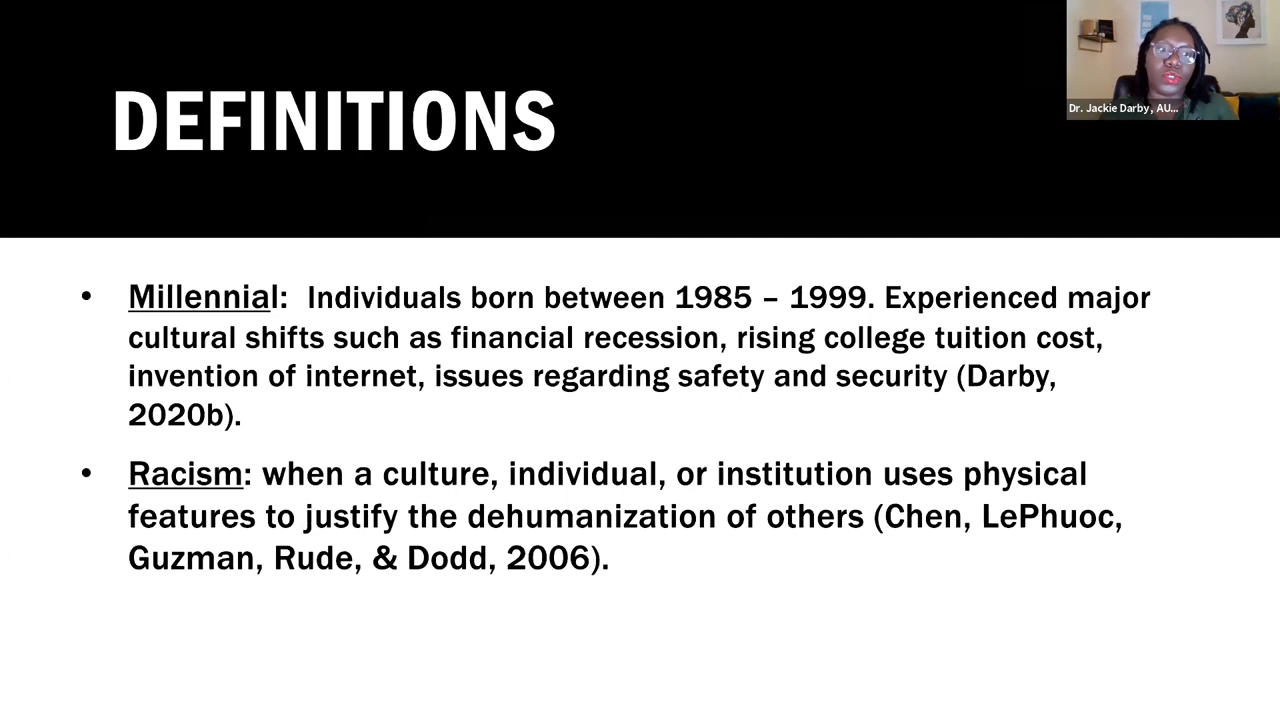 DEFINITIONS
Dr. Jackie Darby, AU...
• Millennial: Individuals born between 1985 – 1999. Experienced major
cultural shifts such as financial recession, rising college tuition cost,
invention of internet, issues regarding safety and security (Darby,
2020b).
• Racism: when a culture, individual, or institution uses physical
features to justify the dehumanization of others (Chen, LePhuoc,
Guzman, Rude, & Dodd, 2006).